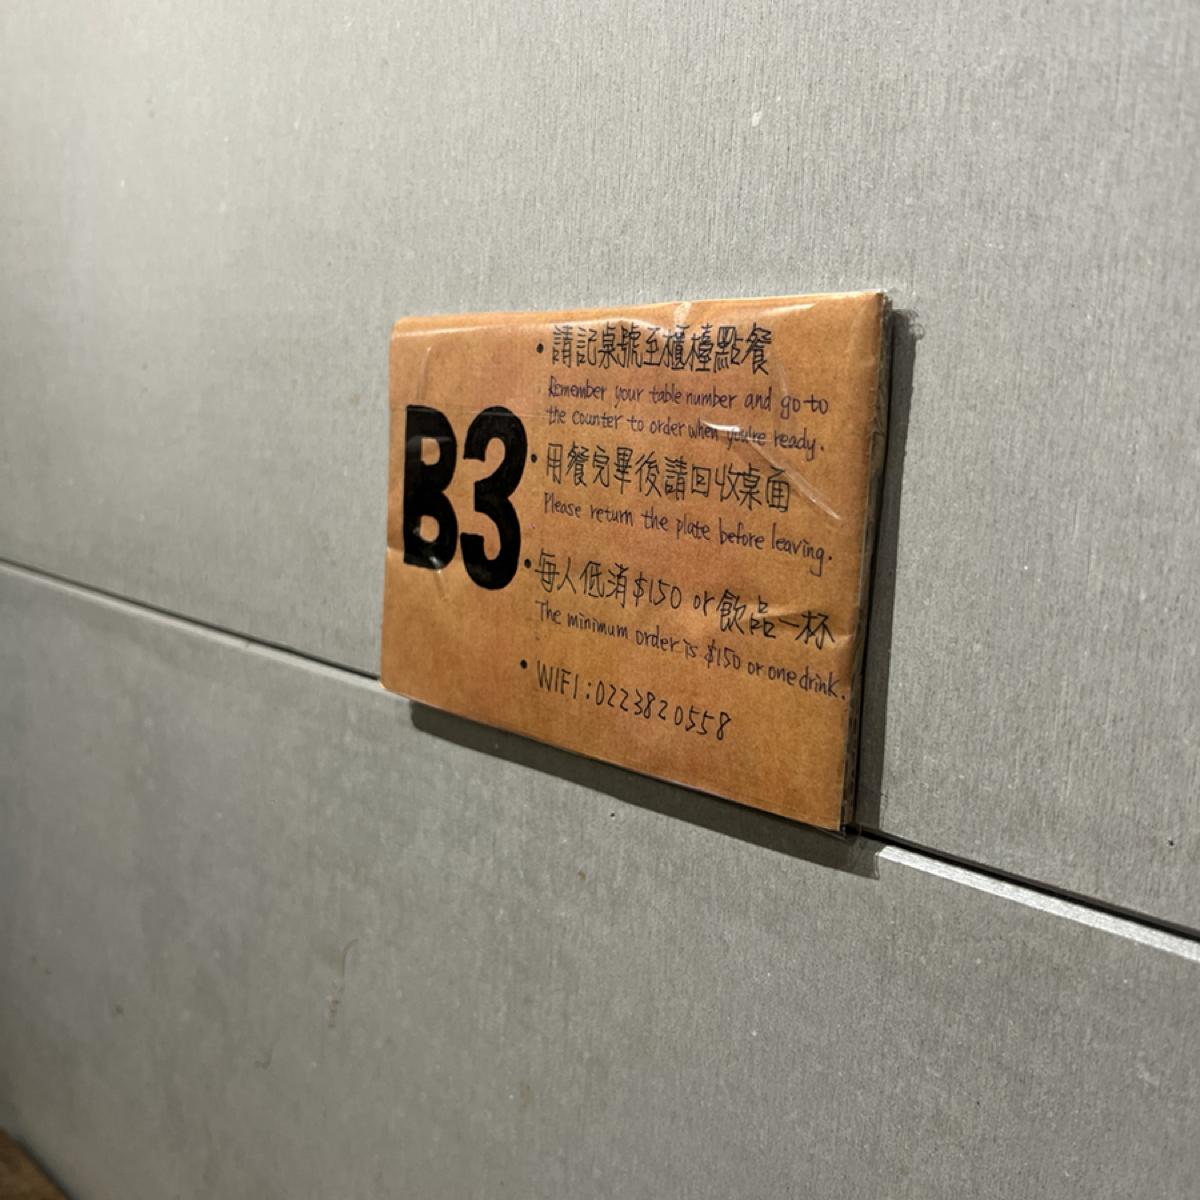 B3
• 請記桌號至櫃檯點餐
Remember your table number and go to
the counter to order when you're ready.
• 用餐完畢後請回收桌面
Please return the plate before leaving.
• 每人低消$150 or 飲品一杯
The minimum order is $150 or one drink.
• WIFI:0223820558